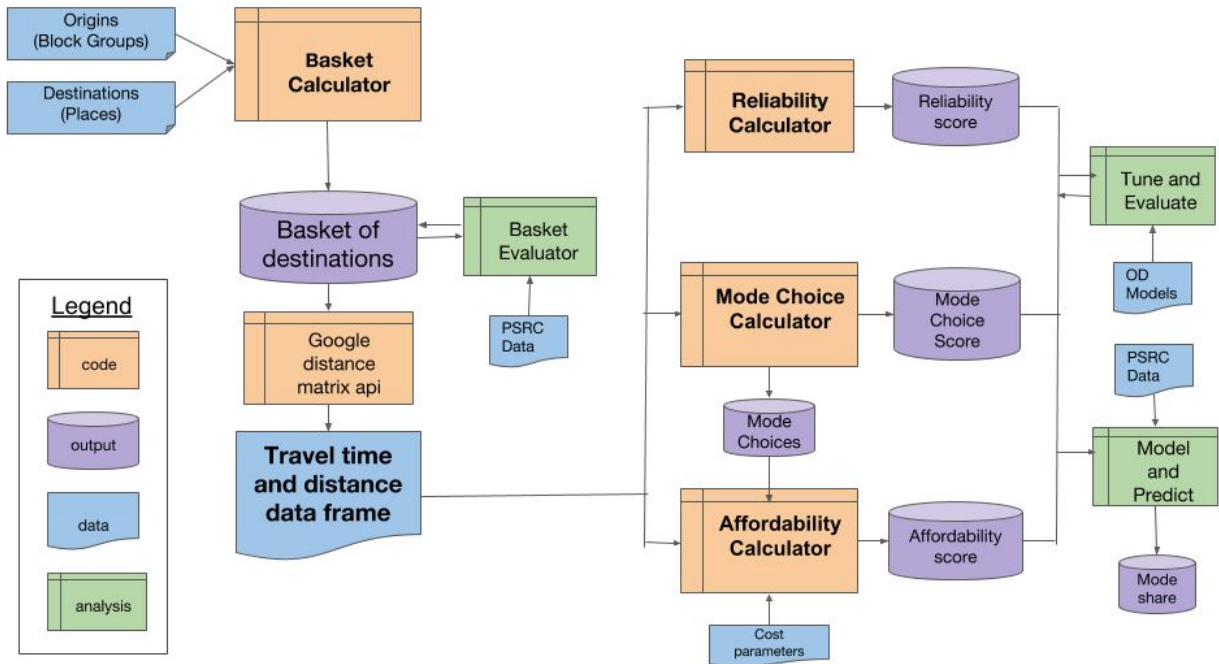 Origins
(Block Groups)
Destinations
(Places)
Basket
Calculator
Basket of
destinations
Basket
Evaluator
PSRC
Data
Google
distance
matrix api
Travel time
and distance
data frame
Legend
code
output
data
analysis
Reliability
Calculator
Reliability
score
Mode Choice
Calculator
Mode
Choice
Score
Mode
Choices
Affordability
Calculator
Affordability
score
Cost
parameters
Tune and
Evaluate
OD
Models
PSRC
Data
Model
and
Predict
Mode
share